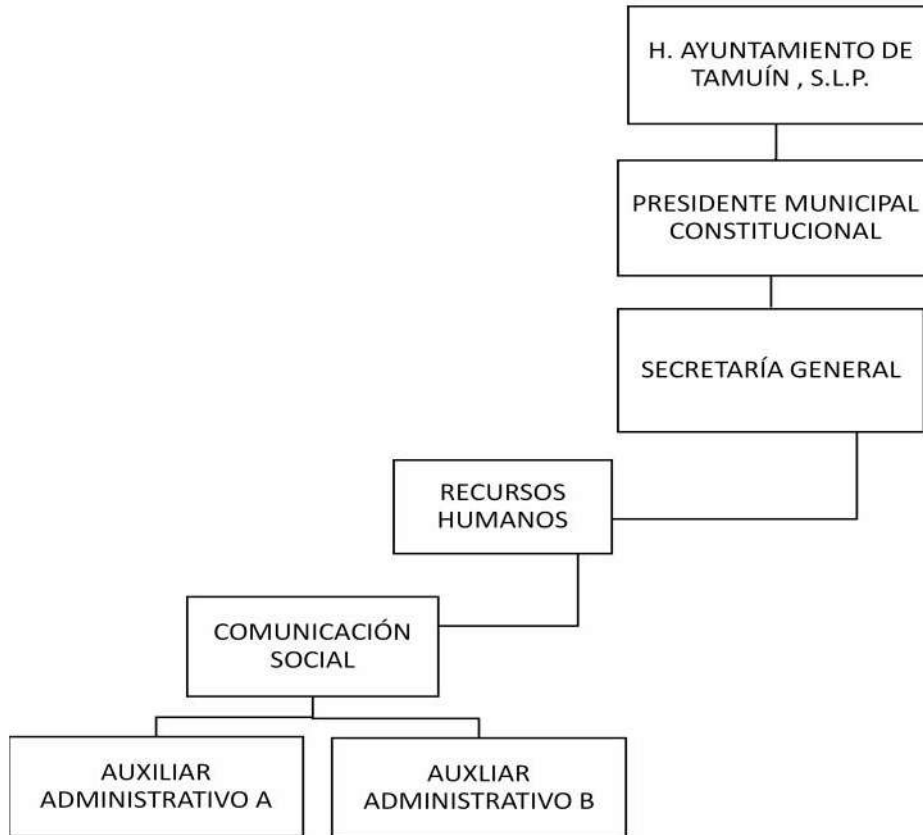 H. AYUNTAMIENTO DE
TAMUÍN , S.L.P.
PRESIDENTE MUNICIPAL
CONSTITUCIONAL
SECRETARÍA GENERAL
RECURSOS
HUMANOS
COMUNICACIÓN
SOCIAL
AUXILIAR
ADMINISTRATIVO A
AUXLIAR
ADMINISTRATIVO B